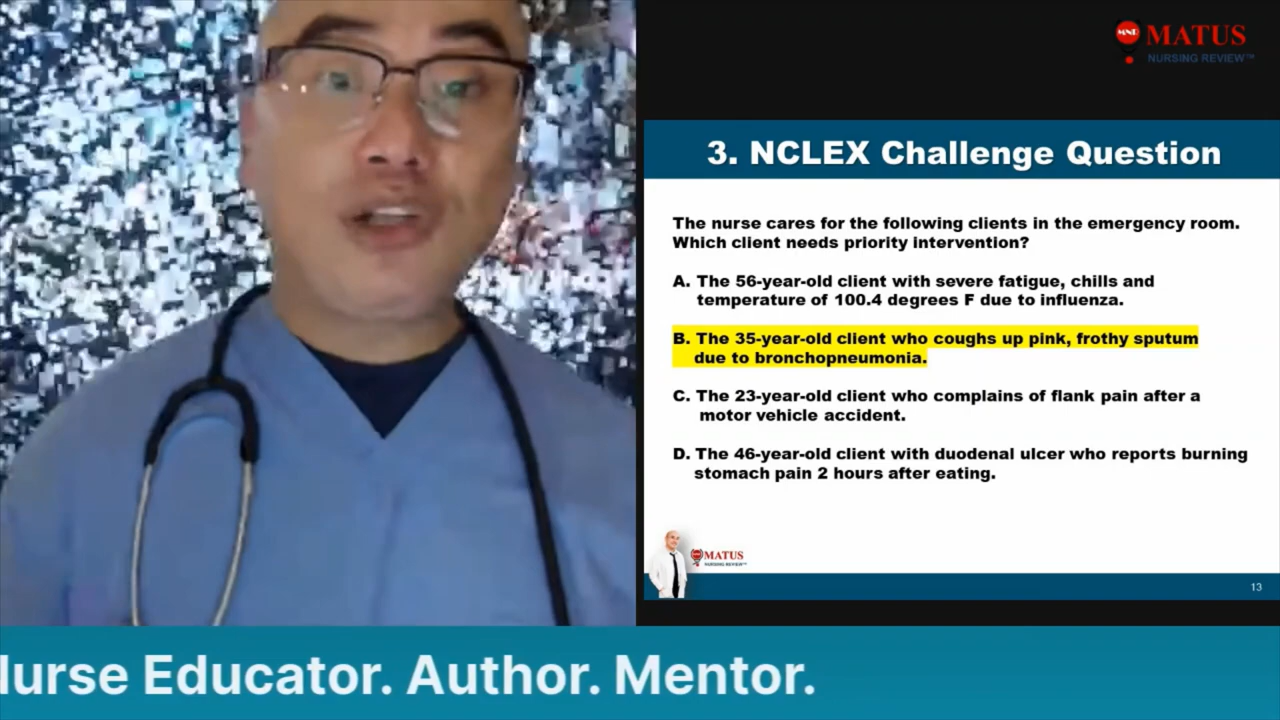 MNR MATUS
NURSING REVIEW™
3. NCLEX Challenge Question
The nurse cares for the following clients in the emergency room.
Which client needs priority intervention?
A. The 56-year-old client with severe fatigue, chills and
temperature of 100.4 degrees F due to influenza.
B. The 35-year-old client who coughs up pink, frothy sputum
due to bronchopneumonia.
C. The 23-year-old client who complains of flank pain after a
motor vehicle accident.
D. The 46-year-old client with duodenal ulcer who reports burning
stomach pain 2 hours after eating.
MATUS
NURSING REVIEW™
13
Nurse Educator. Author. Mentor.